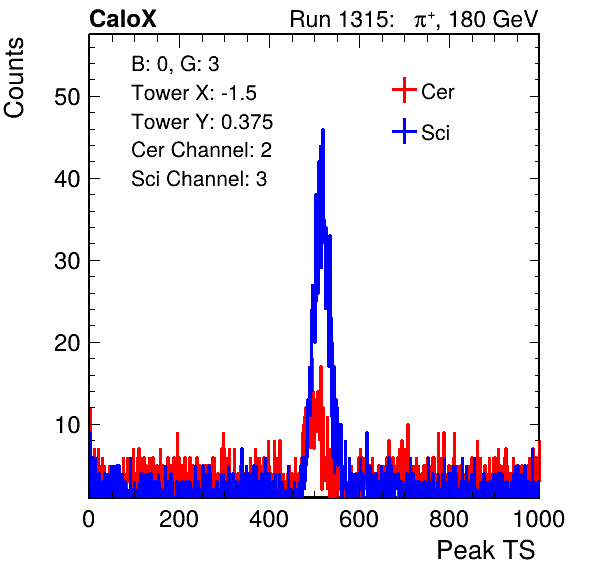 CaloX Run 1315: π⁺, 180 GeV
Counts
B: 0, G: 3
Tower X: -1.5
Tower Y: 0.375
Cer Channel: 2
Sci Channel: 3
Cer
Sci
50
40
30
20
10
0 200 400 600 800 1000
Peak TS